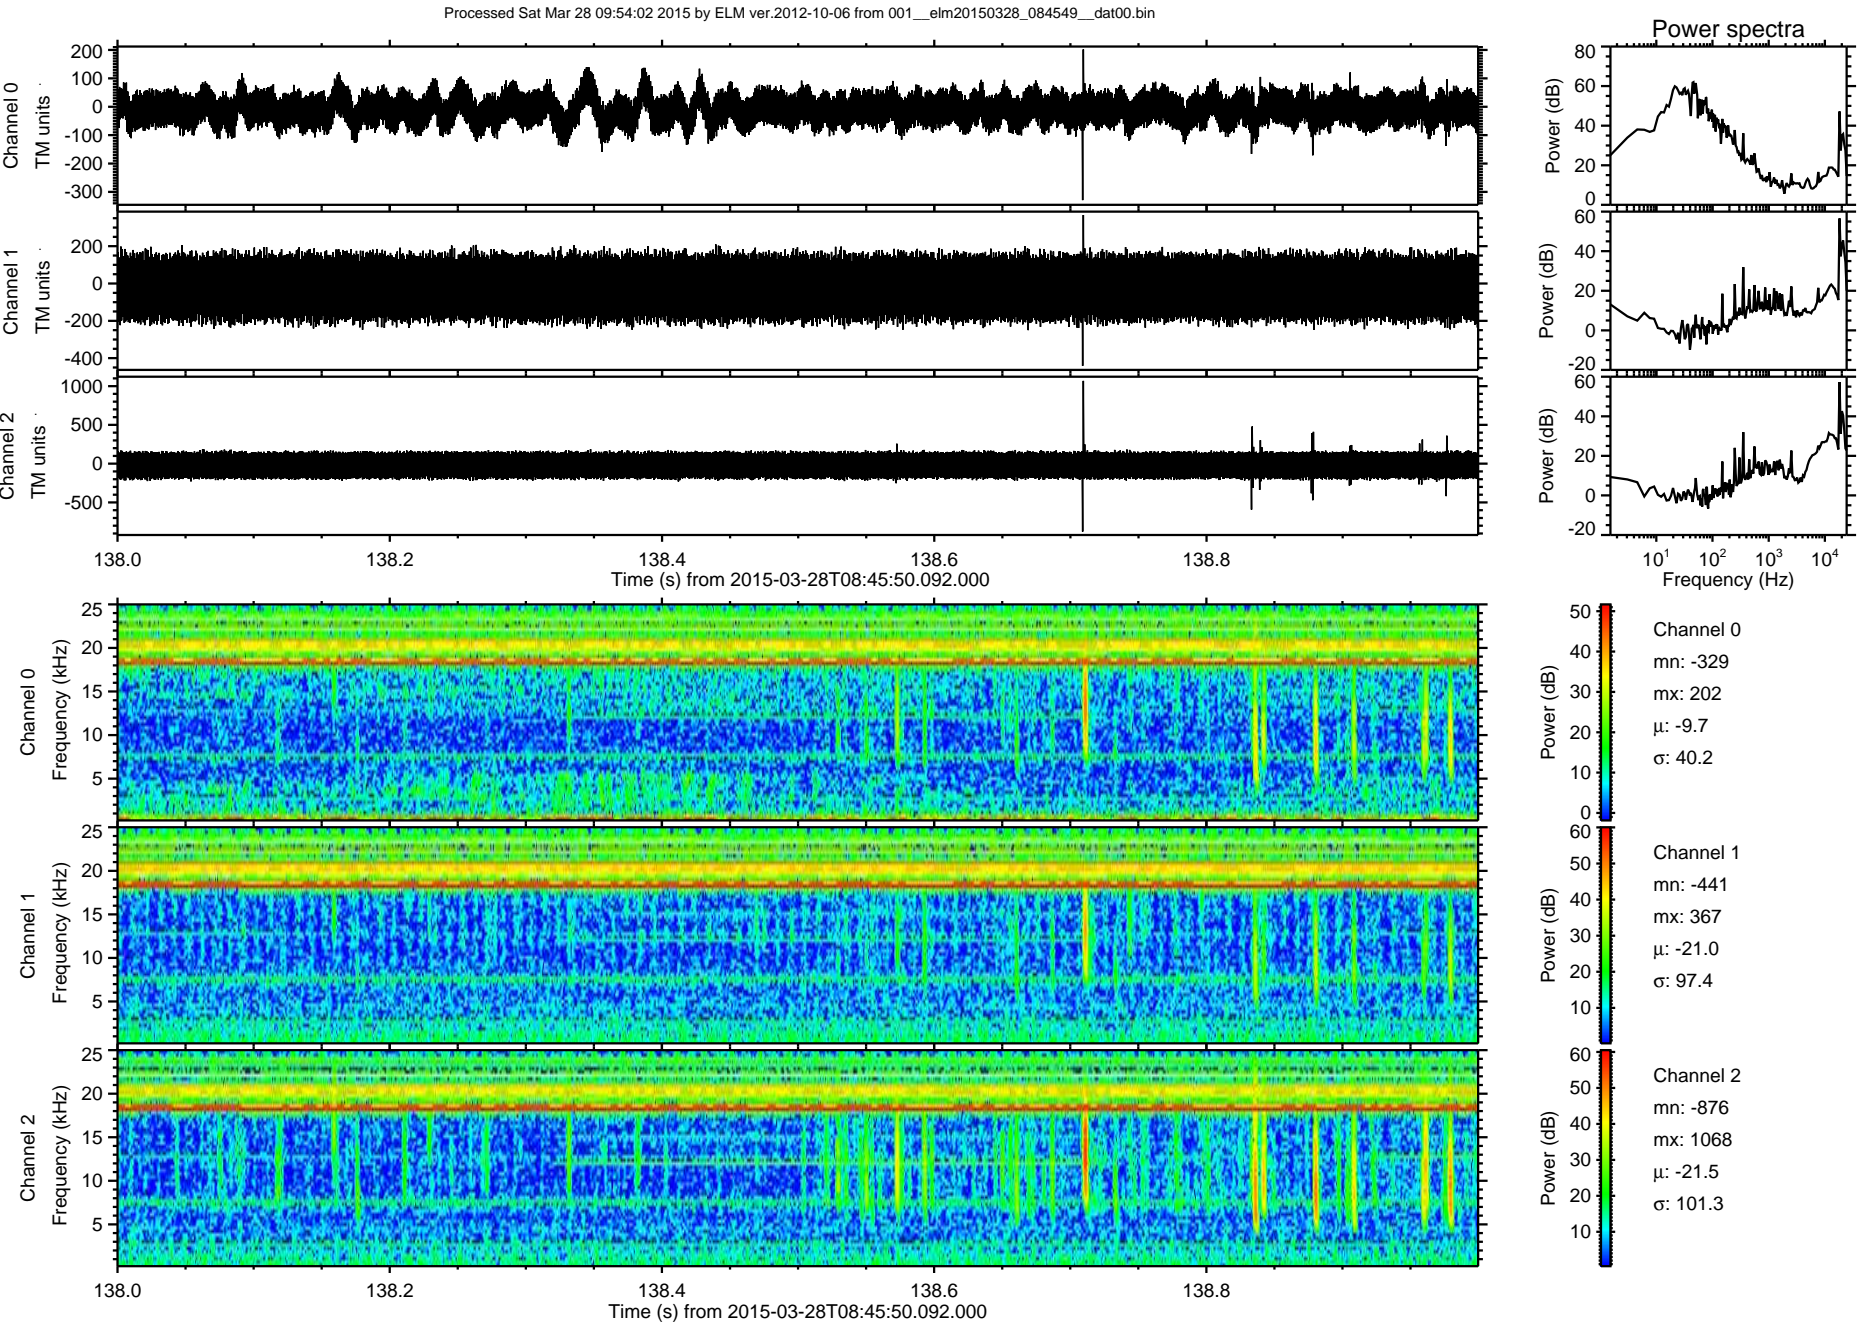 Processed Sat Mar 28 09:54:02 2015 by ELM ver.2012-10-06 from 001__elm20150328_084549__dat00.bin
Power spectra
Channel 0
TM units
200
100
0
-100
-200
-300
Power (dB)
80
60
40
20
0
Channel 1
TM units
200
0
-200
-400
Power (dB)
60
40
20
0
-20
Channel 2
TM units
1000
500
0
-500
Power (dB)
60
40
20
0
-20
138.0 138.2 138.4 138.6 138.8
Time (s) from 2015-03-28T08:45:50.092.000
10¹ 10² 10³ 10⁴
Frequency (Hz)
Channel 0
Frequency (kHz)
25
20
15
10
5
Power (dB)
50
40
30
20
10
0
Channel 0
mn: -329
mx: 202
µ: -9.7
σ: 40.2
Channel 1
Frequency (kHz)
25
20
15
10
5
Power (dB)
60
50
40
30
20
10
Channel 1
mn: -441
mx: 367
µ: -21.0
σ: 97.4
Channel 2
Frequency (kHz)
25
20
15
10
5
Power (dB)
60
50
40
30
20
10
Channel 2
mn: -876
mx: 1068
µ: -21.5
σ: 101.3
138.0 138.2 138.4 138.6 138.8
Time (s) from 2015-03-28T08:45:50.092.000